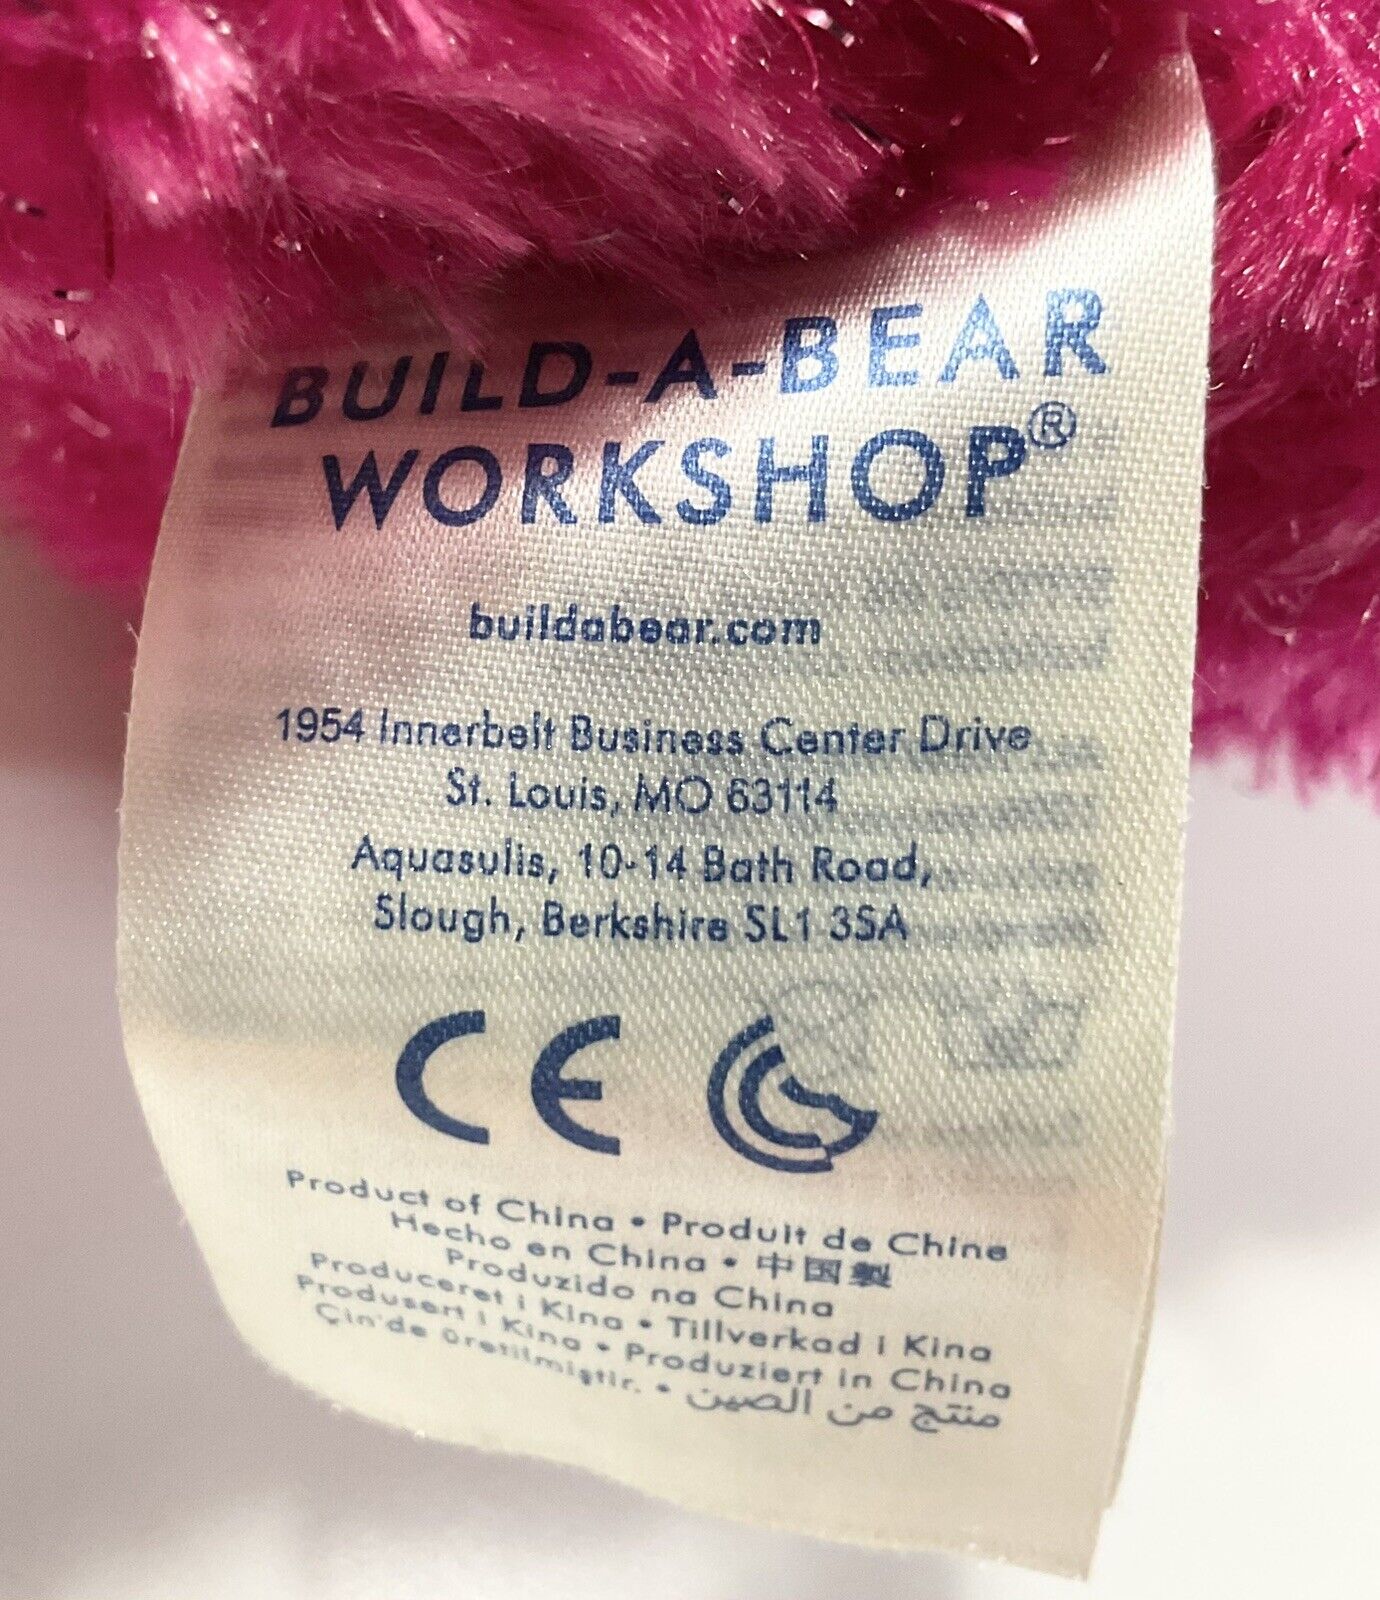 BUILD-A-BEAR
WORKSHOP®
buildabear.com
1954 Innerbelt Business Center Drive
St. Louis, MO 63114
Aquasulis, 10-14 Bath Road,
Slough, Berkshire SL1 3SA
CE
Product of China • Produit de Chine
Hecho en China • 中国製
Produzido na China
Produceret i Kina • Tillverkad i Kina
Produsert i Kina • Produziert in China
Çin'de üretilmiştir. • منتج من الصين